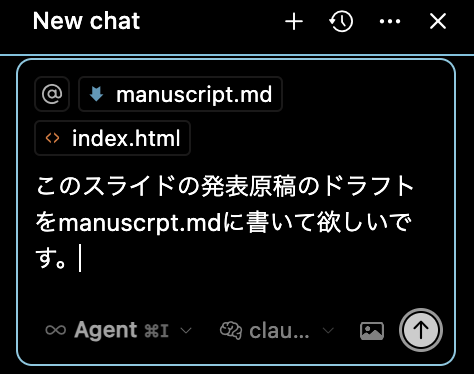 New chat
@ manuscript.md
<> index.html
このスライドの発表原稿のドラフト
をmanuscrpt.mdに書いて欲しいで
す。
∞ Agent ⌘I clau...